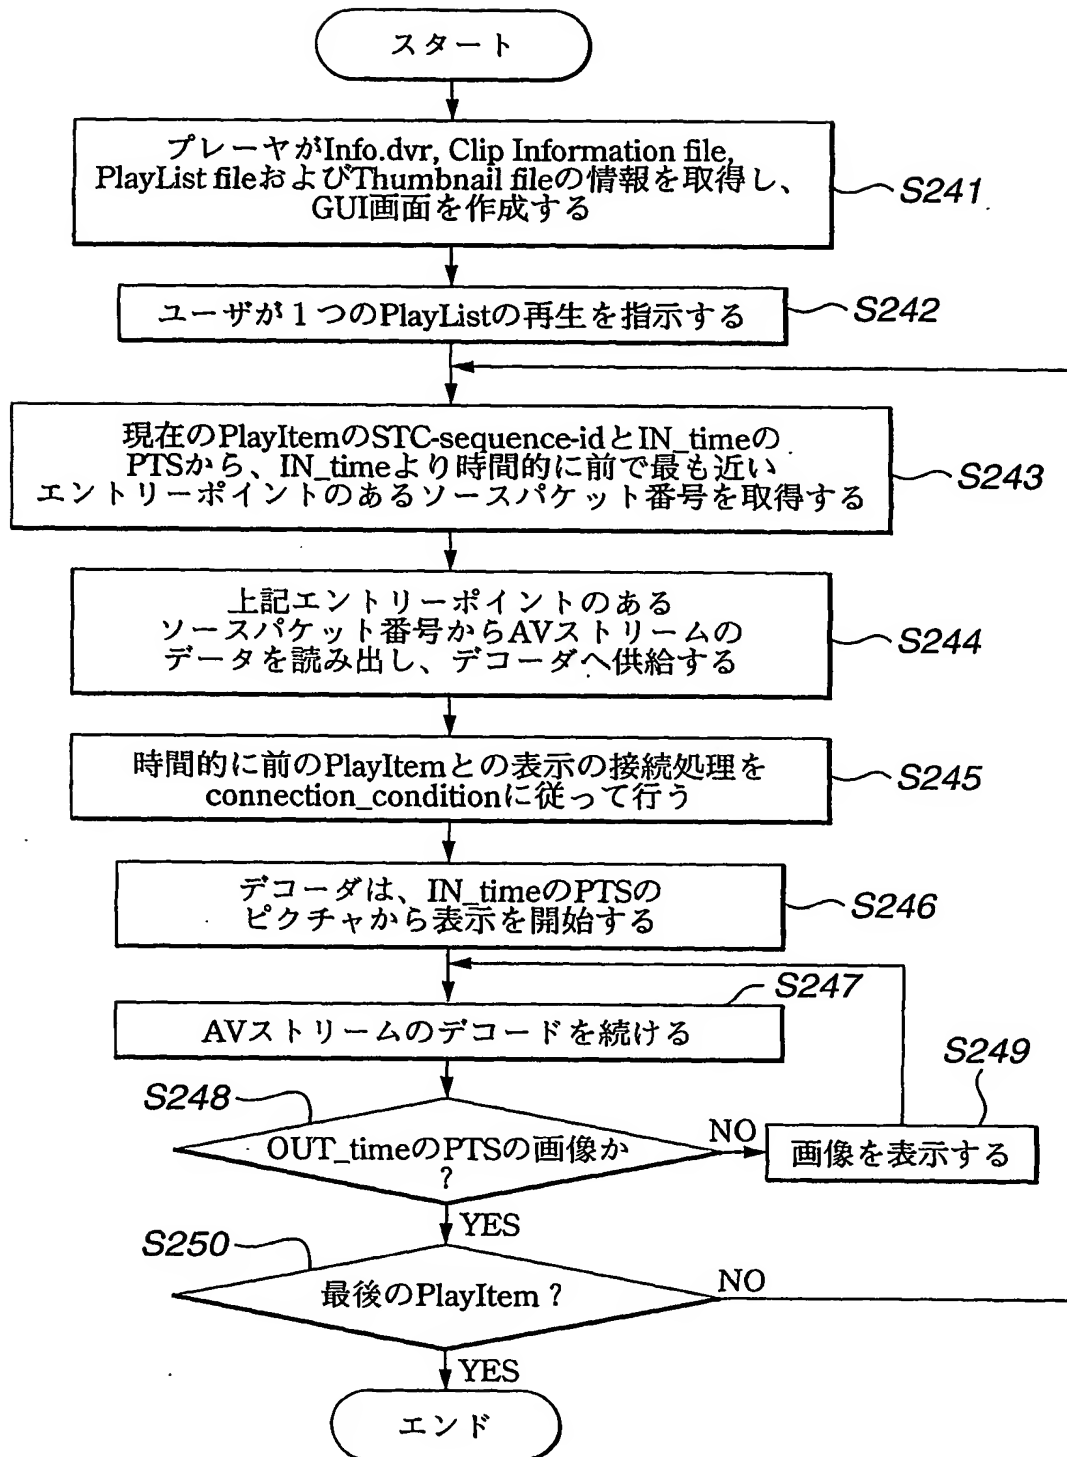 スタート
プレーヤがInfo.dvr, Clip Information file,
PlayList fileおよびThumbnail fileの情報を取得し、
GUI画面を作成する
S241
ユーザが１つのPlayListの再生を指示する
S242
現在のPlayItemのSTC-sequence-idとIN_timeの
PTSから、IN_timeより時間的に前で最も近い
エントリーポイントのあるソースパケット番号を取得する
S243
上記エントリーポイントのある
ソースパケット番号からAVストリームの
データを読み出し、デコーダへ供給する
S244
時間的に前のPlayItemとの表示の接続処理を
connection_conditionに従って行う
S245
デコーダは、IN_timeのPTSの
ピクチャから表示を開始する
S246
S247
AVストリームのデコードを続ける
S248
OUT_timeのPTSの画像か
？
NO
S249
画像を表示する
YES
S250
最後のPlayItem？
NO
YES
エンド